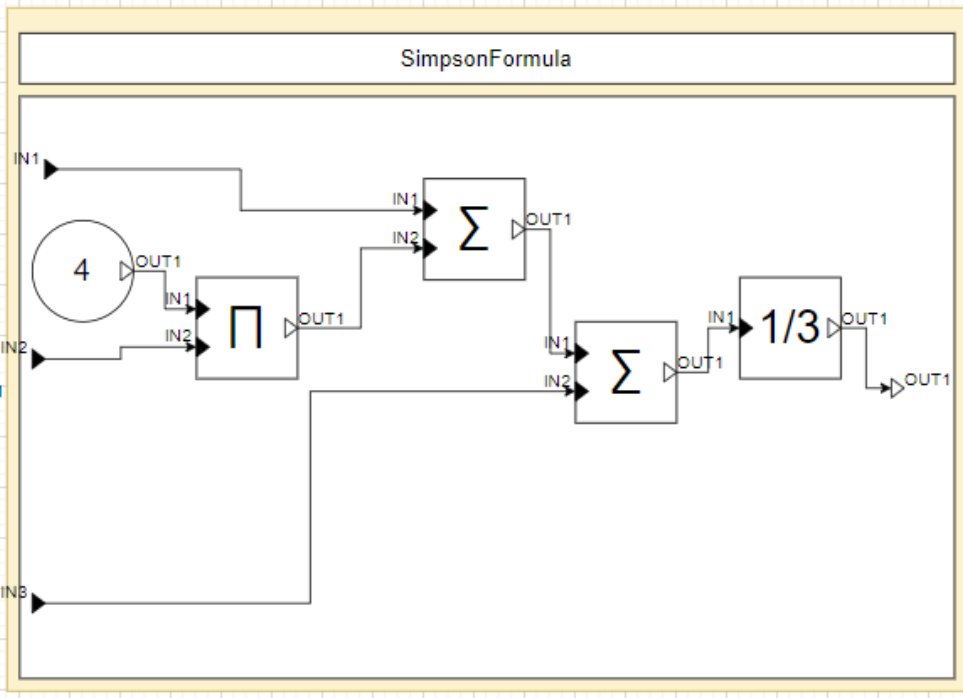 SimpsonFormula
IN1
IN1
∑
OUT1
IN2
4
OUT1
IN1
∏
OUT1
IN2
IN2
IN1
∑
OUT1
IN2
IN1
1/3
OUT1
OUT1
IN3